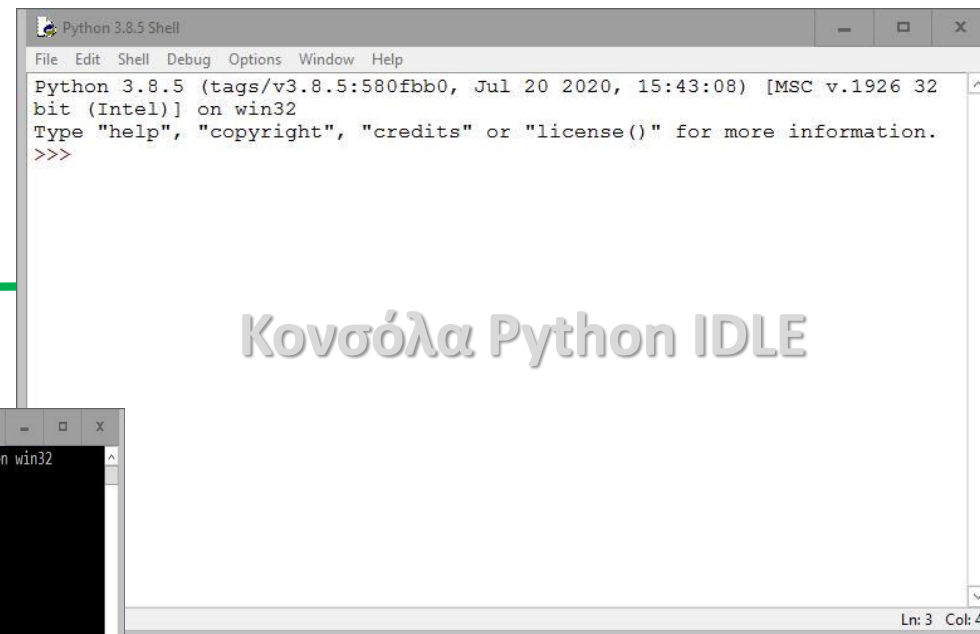 Python 3.8.5 Shell
File Edit Shell Debug Options Window Help
Python 3.8.5 (tags/v3.8.5:580fbb0, Jul 20 2020, 15:43:08) [MSC v.1926 32
bit (Intel)] on win32
Type "help", "copyright", "credits" or "license()" for more information.
>>>
Κονσόλα Python IDLE
on win32
Ln: 3 Col: 4